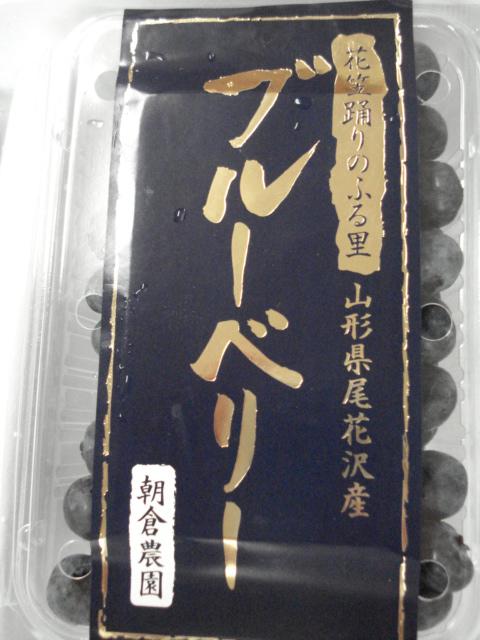 花笠踊りのふる里
山形県尾花沢産
ブルーベリー
朝倉農園